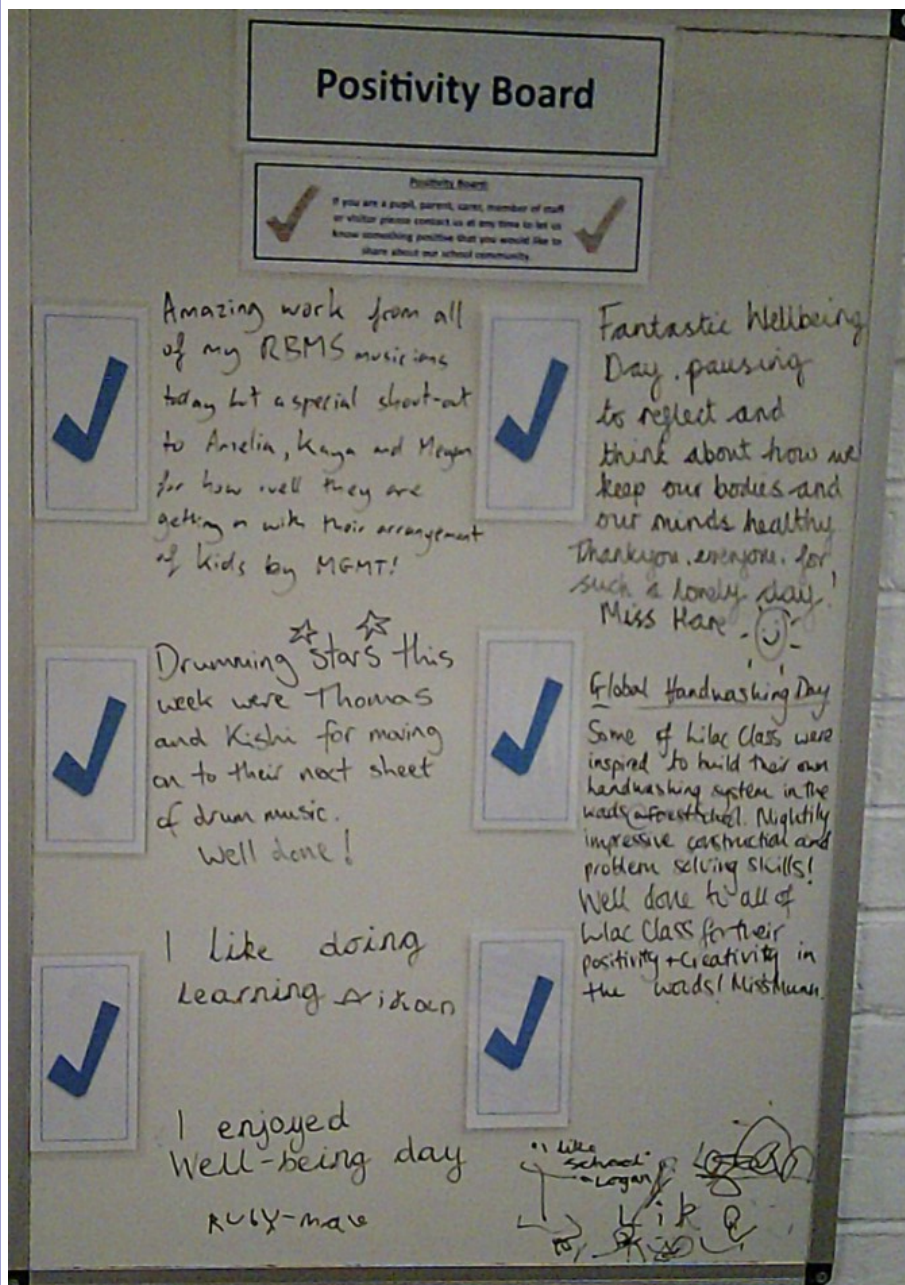 Positivity Board
Positivity Board
If you are a pupil, parent, carer, member of staff
or visitor please contact us at any time to let us
know something positive that you would like to
share about our school community.
Amazing work from all
of my RBMS musicians
today but a special shout-out
to Amelia, Kaya and Megan
for how well they are
getting on with their arrangement
of Kids by MGMT!
Drumming stars this
week were Thomas
and Kishi for moving
on to their next sheet
of drum music.
Well done!
I like doing
Learning
I enjoyed
Well-being day
Ruby-mae
Fantastic Wellbeing
Day, pausing
to reflect and
think about how we
keep our bodies and
our minds healthy
Thankyou, everyone, for
such a lovely day!
Miss Hare
Global Handwashing Day
Some of Lilac Class were
inspired to build their own
handwashing system in the
woods @ Forest School. Mightily
impressive construction and
problem solving skills!
Well done to all of
Lilac Class for their
positivity + creativity in
the woods! Miss
I like
school
-Logan
Like